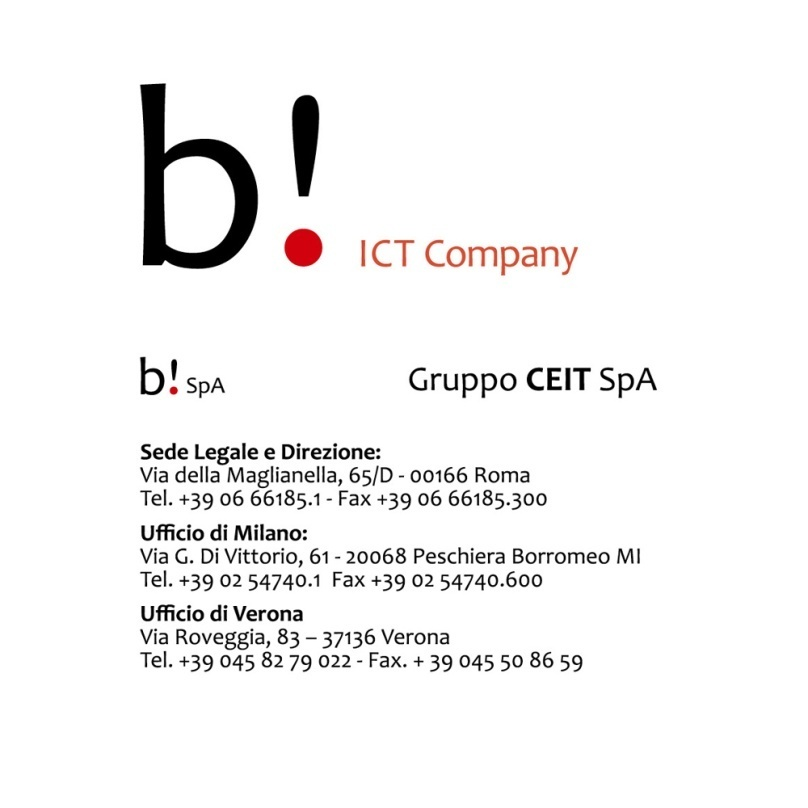 b! ICT Company
b! SpA Gruppo CEIT SpA
Sede Legale e Direzione:
Via della Maglianella, 65/D - 00166 Roma
Tel. +39 06 66185.1 - Fax +39 06 66185.300
Ufficio di Milano:
Via G. Di Vittorio, 61 - 20068 Peschiera Borromeo MI
Tel. +39 02 54740.1  Fax +39 02 54740.600
Ufficio di Verona
Via Roveggia, 83 – 37136 Verona
Tel. +39 045 82 79 022 - Fax. + 39 045 50 86 59